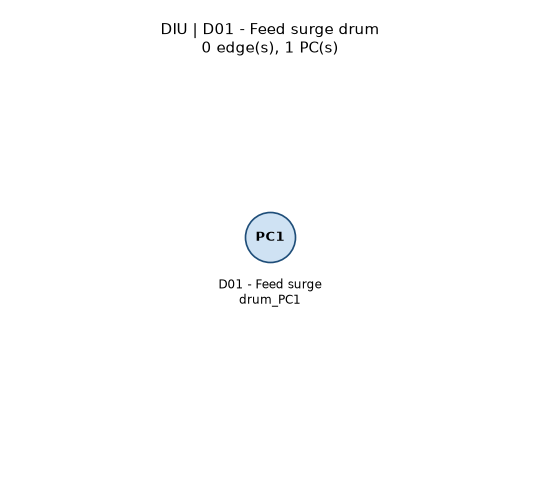 DIU | D01 - Feed surge drum
0 edge(s), 1 PC(s)
PC1
D01 - Feed surge
drum_PC1